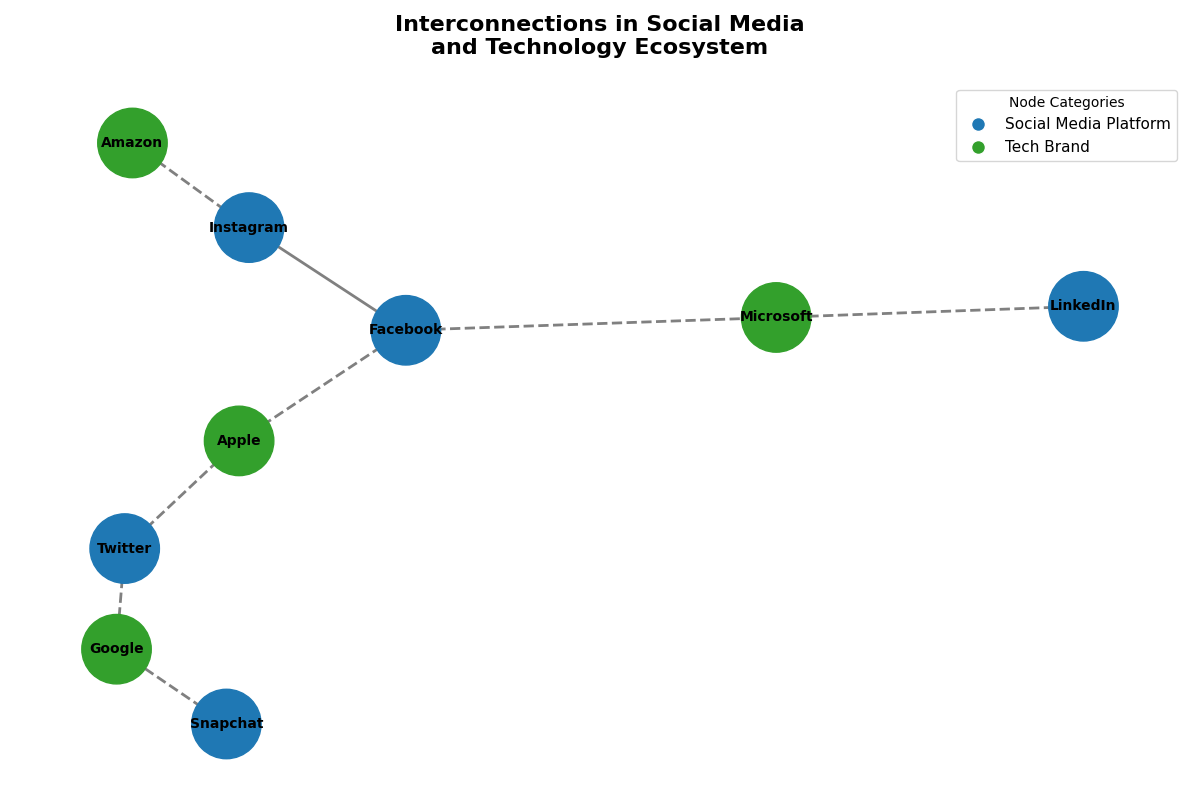 Interconnections in Social Media
and Technology Ecosystem
Node Categories
Social Media Platform
Tech Brand
Amazon
Instagram
Facebook
Microsoft
LinkedIn
Apple
Twitter
Google
Snapchat